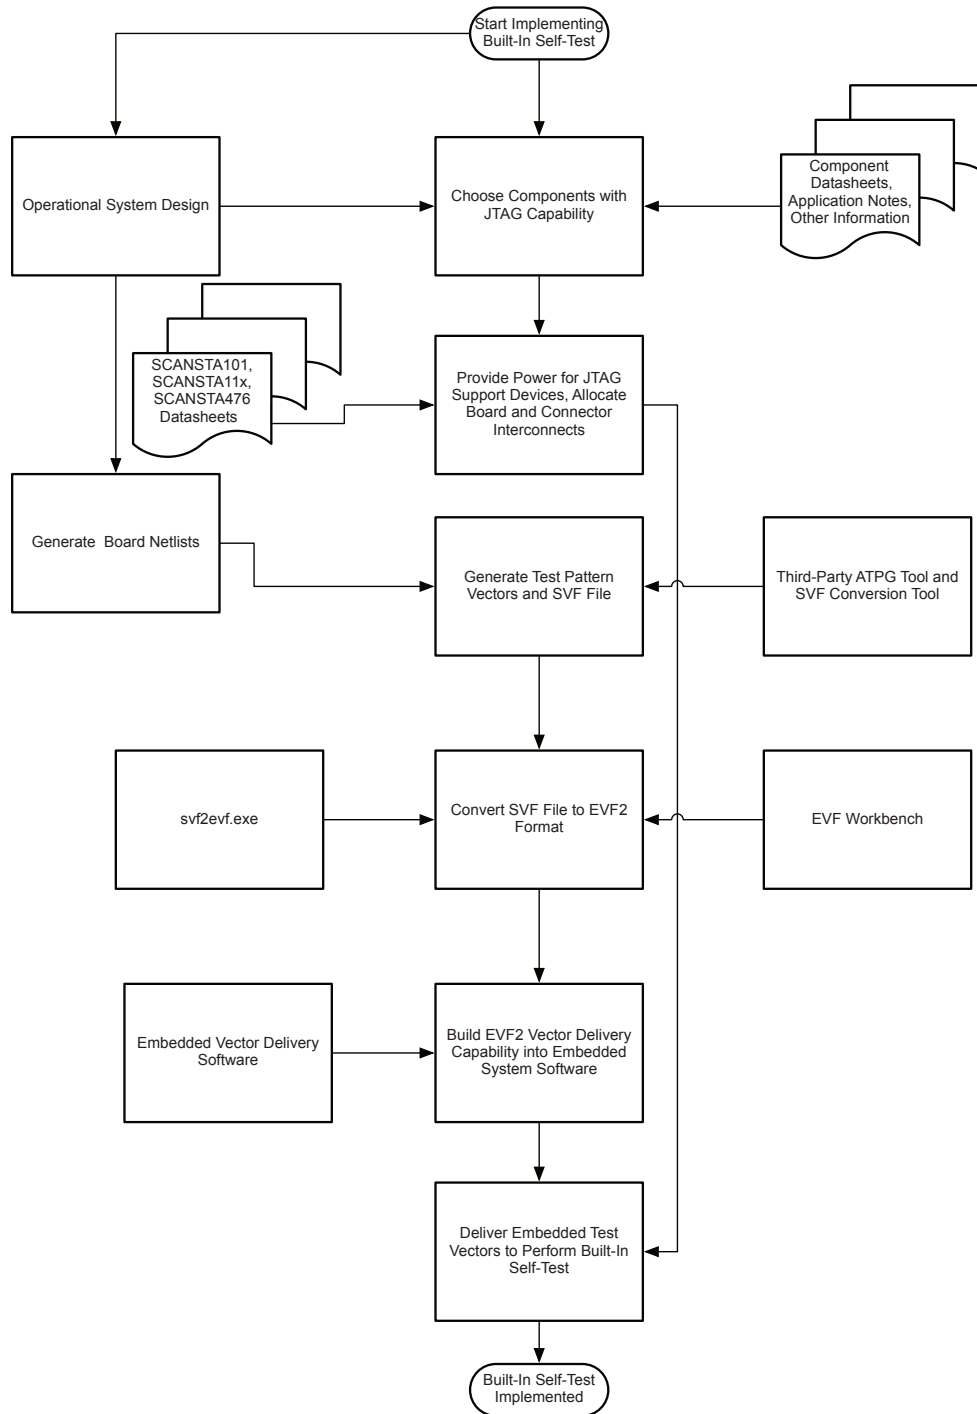 Start Implementing
Built-In Self-Test
Operational System Design
Choose Components with
JTAG Capability
Component
Datasheets,
Application Notes,
Other Information
SCANSTA101,
SCANSTA11x,
SCANSTA476
Datasheets
Provide Power for JTAG
Support Devices, Allocate
Board and Connector
Interconnects
Generate Board Netlists
Generate Test Pattern
Vectors and SVF File
Third-Party ATPG Tool and
SVF Conversion Tool
svf2evf.exe
Convert SVF File to EVF2
Format
EVF Workbench
Embedded Vector Delivery
Software
Build EVF2 Vector Delivery
Capability into Embedded
System Software
Deliver Embedded Test
Vectors to Perform Built-In
Self-Test
Built-In Self-Test
Implemented